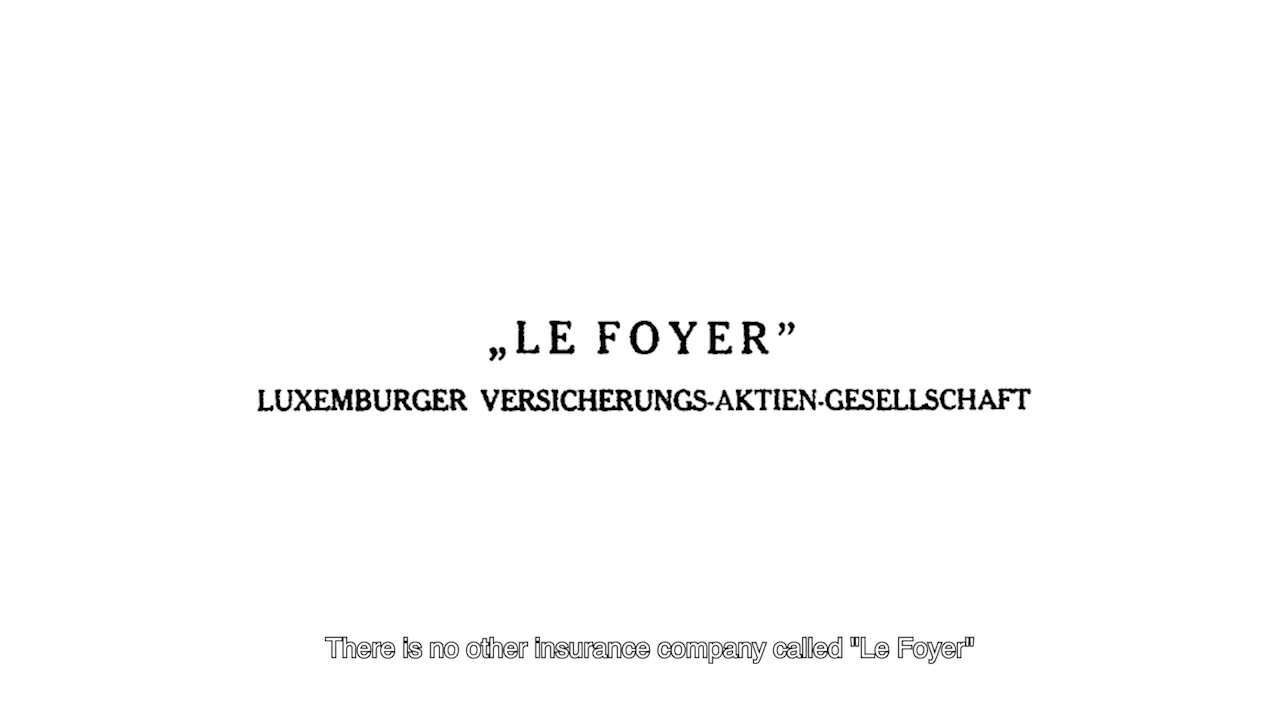 „LE FOYER”
LUXEMBURGER VERSICHERUNGS-AKTIEN-GESELLSCHAFT
There is no other insurance company called "Le Foyer"